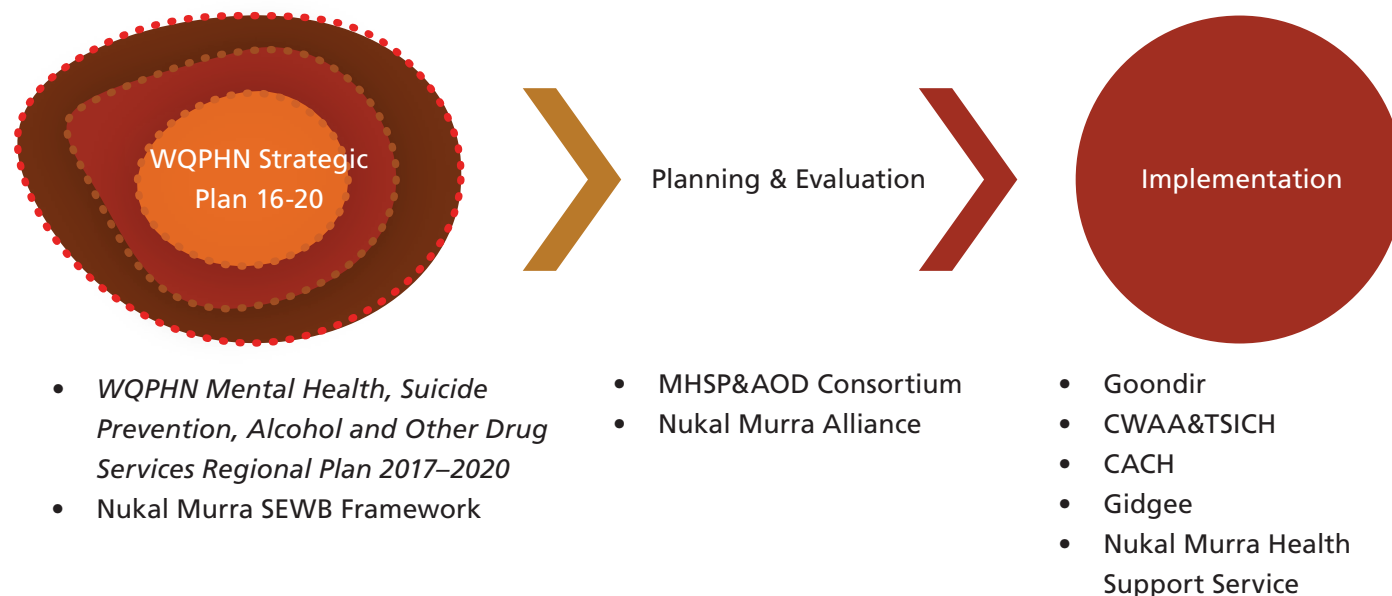 WQPHN Strategic
Plan 16-20
Planning & Evaluation
Implementation
• WQPHN Mental Health, Suicide
Prevention, Alcohol and Other Drug
Services Regional Plan 2017–2020
• Nukal Murra SEWB Framework
• MHSP&AOD Consortium
• Nukal Murra Alliance
• Goondir
• CWAA&TSICH
• CACH
• Gidgee
• Nukal Murra Health
Support Service